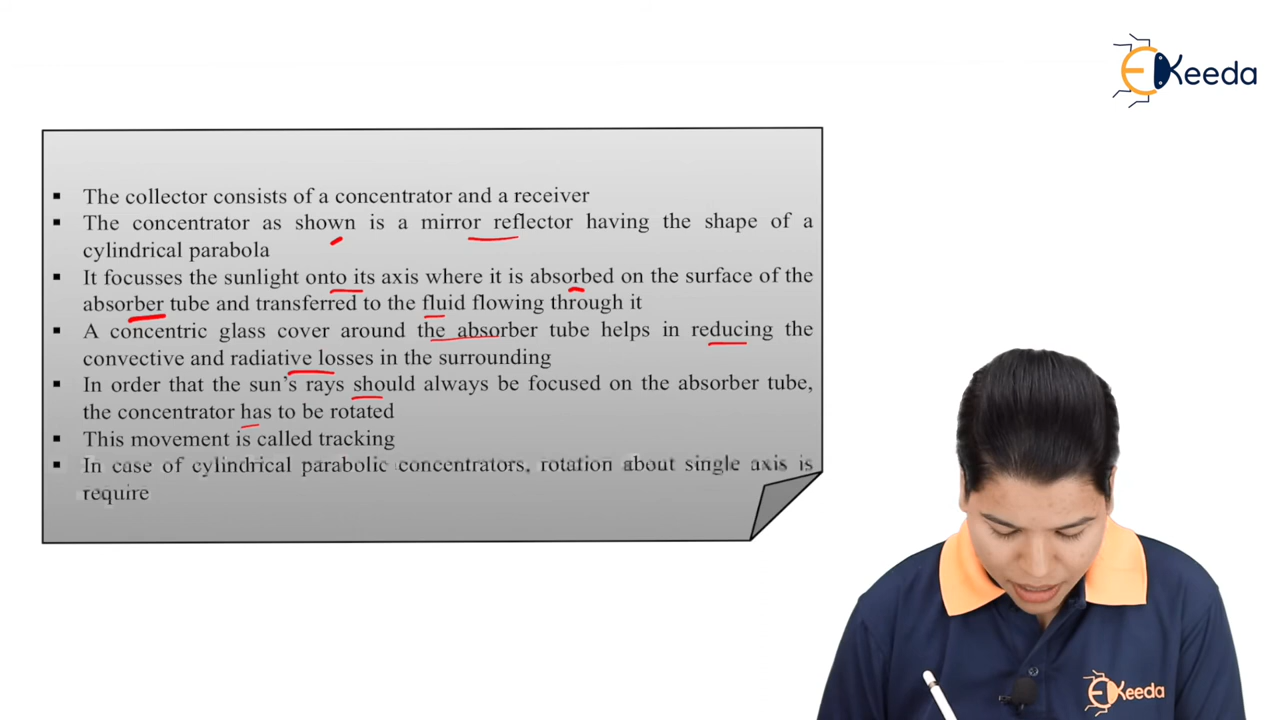 EKeeda
The collector consists of a concentrator and a receiver
The concentrator as shown is a mirror reflector having the shape of a
cylindrical parabola
It focusses the sunlight onto its axis where it is absorbed on the surface of the
absorber tube and transferred to the fluid flowing through it
A concentric glass cover around the absorber tube helps in reducing the
convective and radiative losses in the surrounding
In order that the sun's rays should always be focused on the absorber tube,
the concentrator has to be rotated
This movement is called tracking
In case of cylindrical parabolic concentrators, rotation about single axis is
require
EKeeda